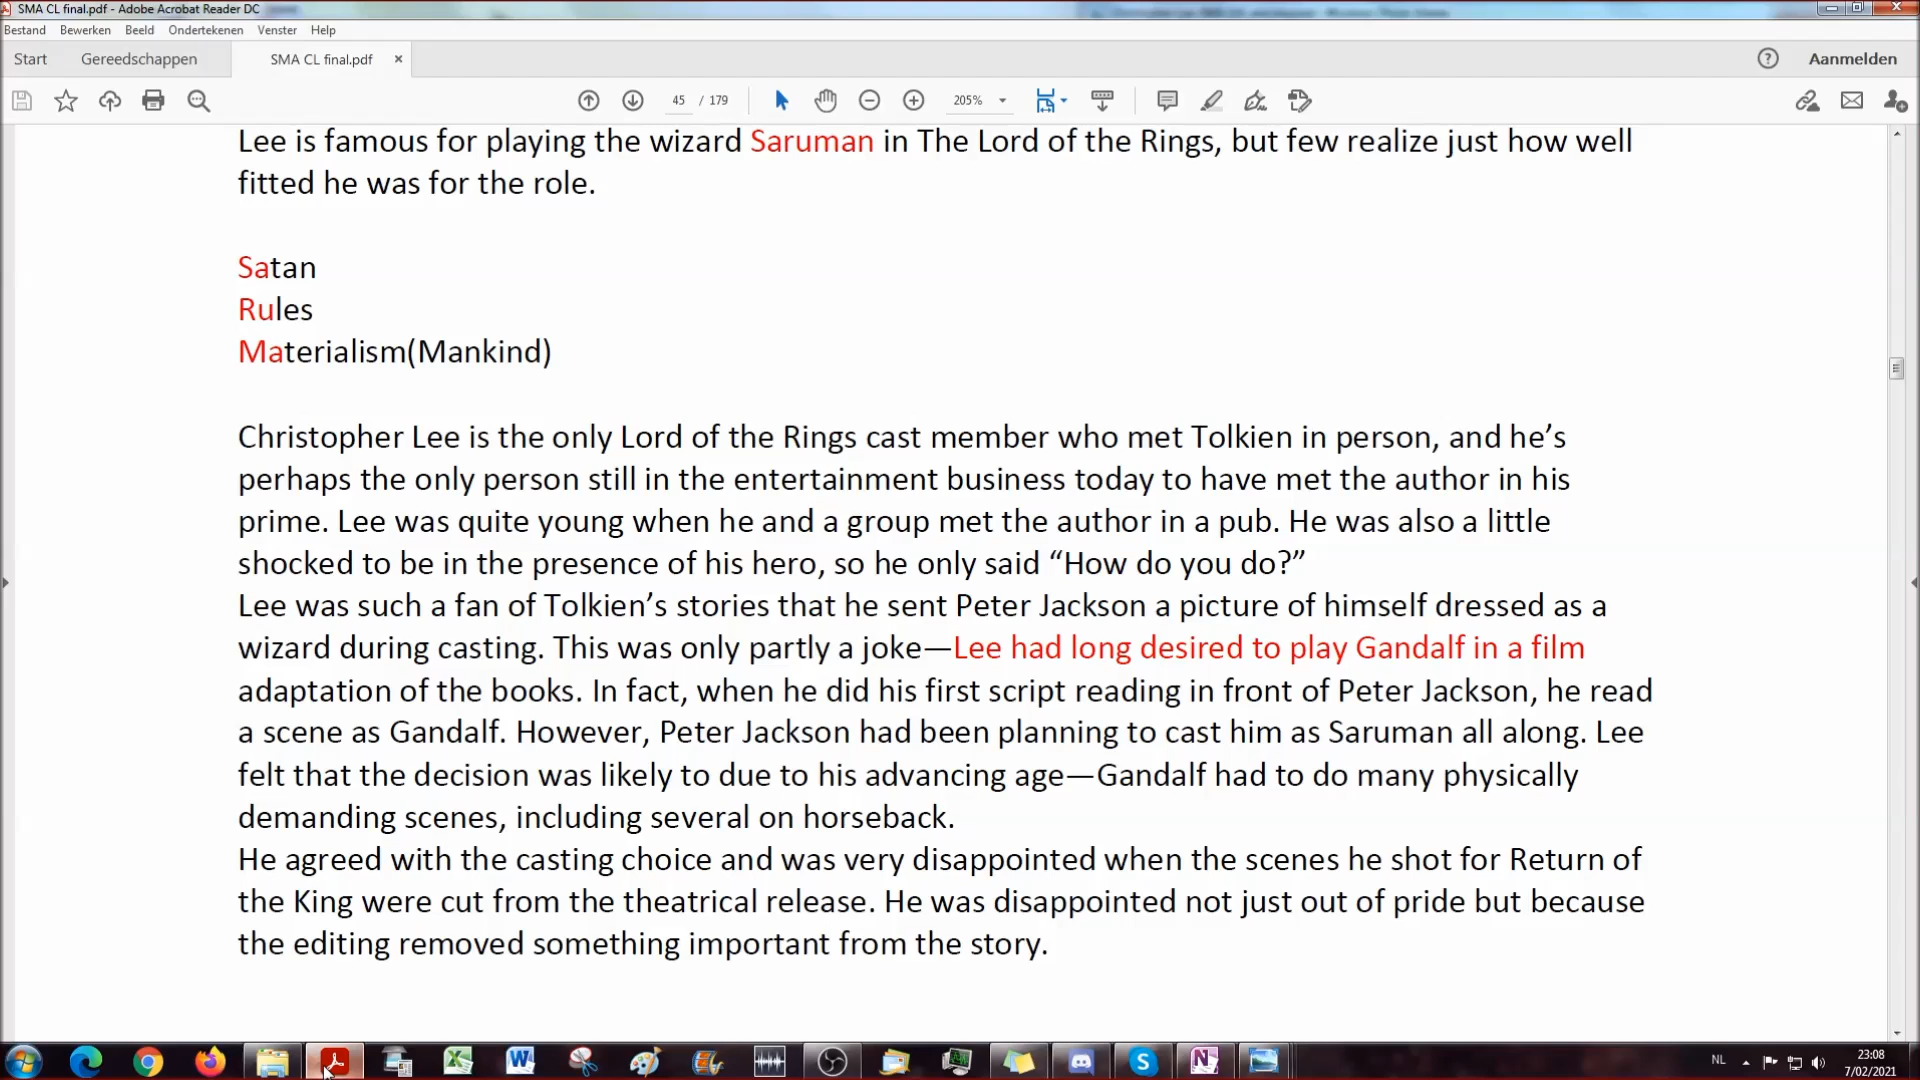 SMA CL final.pdf - Adobe Acrobat Reader DC
Bestand Bewerken Beeld Ondertekenen Venster Help
Start Gereedschappen SMA CL final.pdf × Aanmelden
45 / 179 205%
Lee is famous for playing the wizard Saruman in The Lord of the Rings, but few realize just how well
fitted he was for the role.
Satan
Rules
Materialism(Mankind)
Christopher Lee is the only Lord of the Rings cast member who met Tolkien in person, and he’s
perhaps the only person still in the entertainment business today to have met the author in his
prime. Lee was quite young when he and a group met the author in a pub. He was also a little
shocked to be in the presence of his hero, so he only said “How do you do?”
Lee was such a fan of Tolkien’s stories that he sent Peter Jackson a picture of himself dressed as a
wizard during casting. This was only partly a joke—Lee had long desired to play Gandalf in a film
adaptation of the books. In fact, when he did his first script reading in front of Peter Jackson, he read
a scene as Gandalf. However, Peter Jackson had been planning to cast him as Saruman all along. Lee
felt that the decision was likely to due to his advancing age—Gandalf had to do many physically
demanding scenes, including several on horseback.
He agreed with the casting choice and was very disappointed when the scenes he shot for Return of
the King were cut from the theatrical release. He was disappointed not just out of pride but because
the editing removed something important from the story.
NL 23:08
7/02/2021